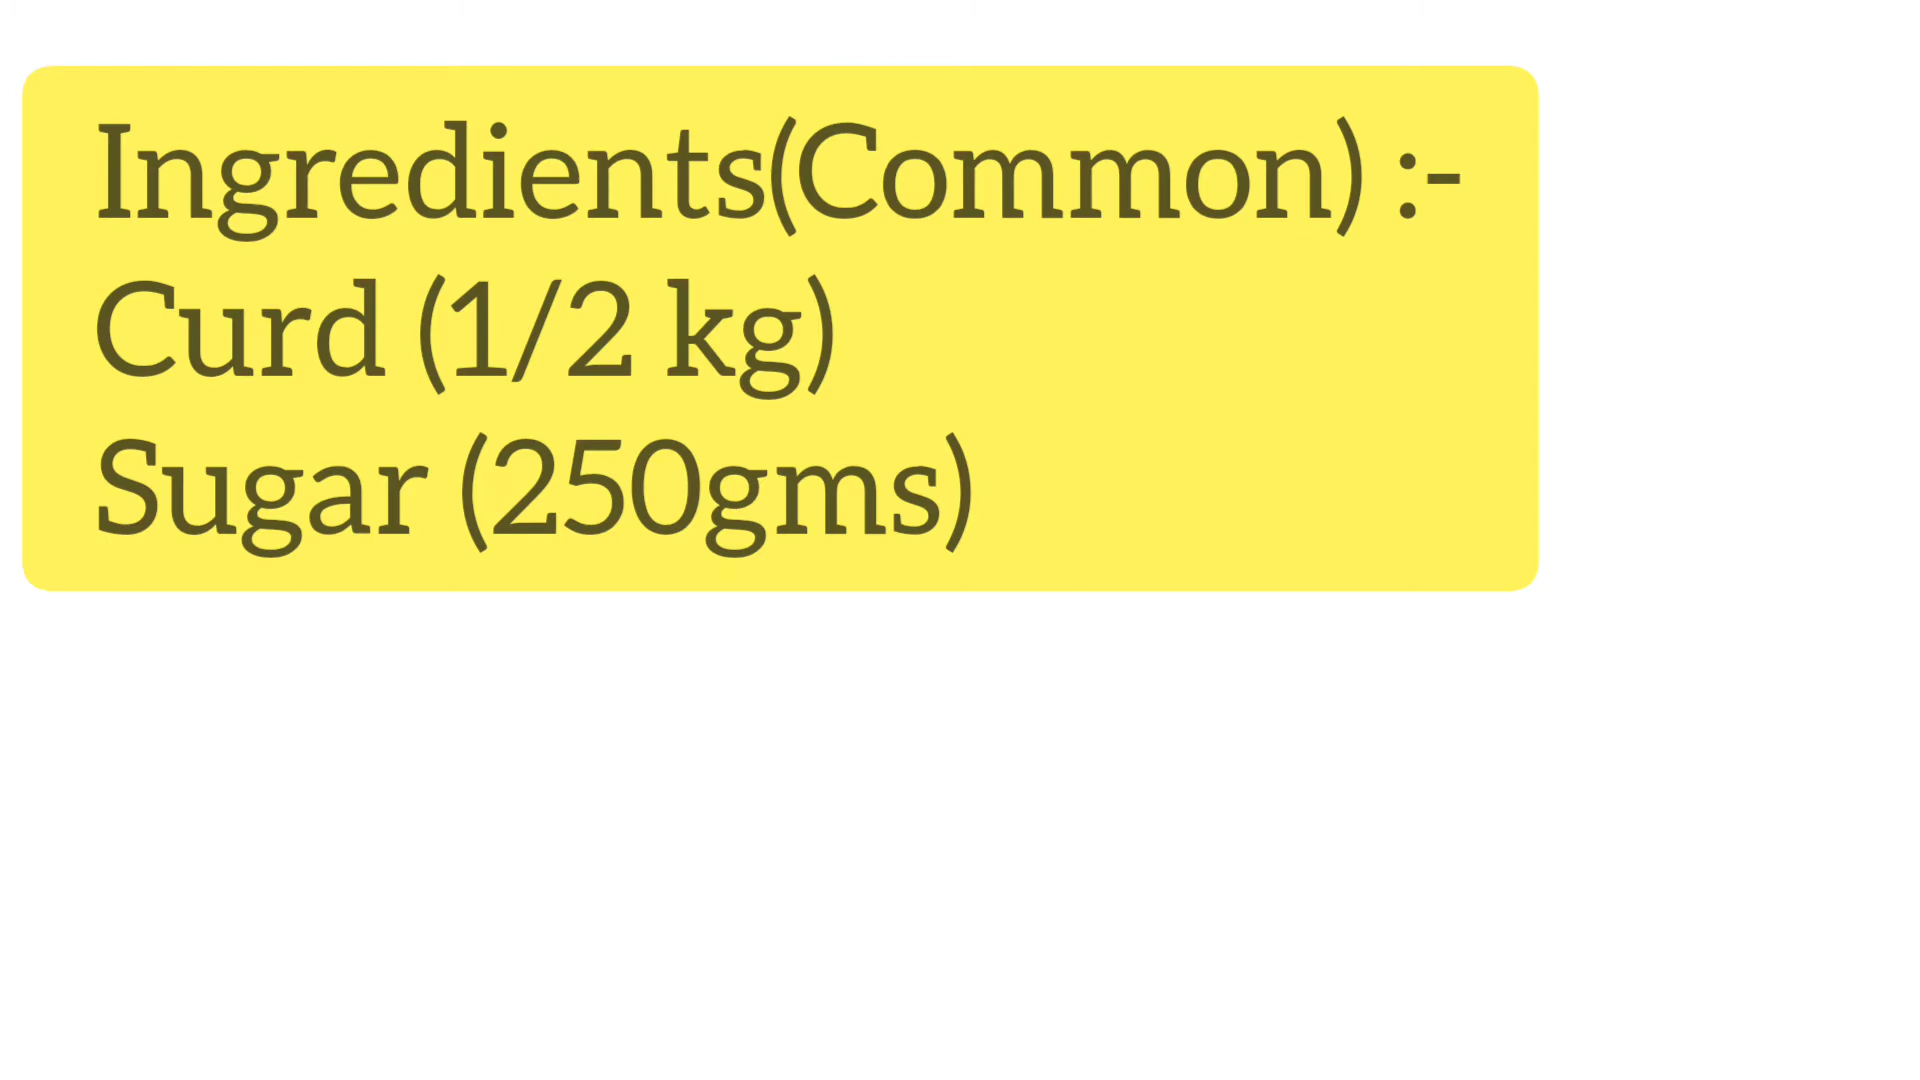 Ingredients(Common) :-
Curd (1/2 kg)
Sugar (250gms)